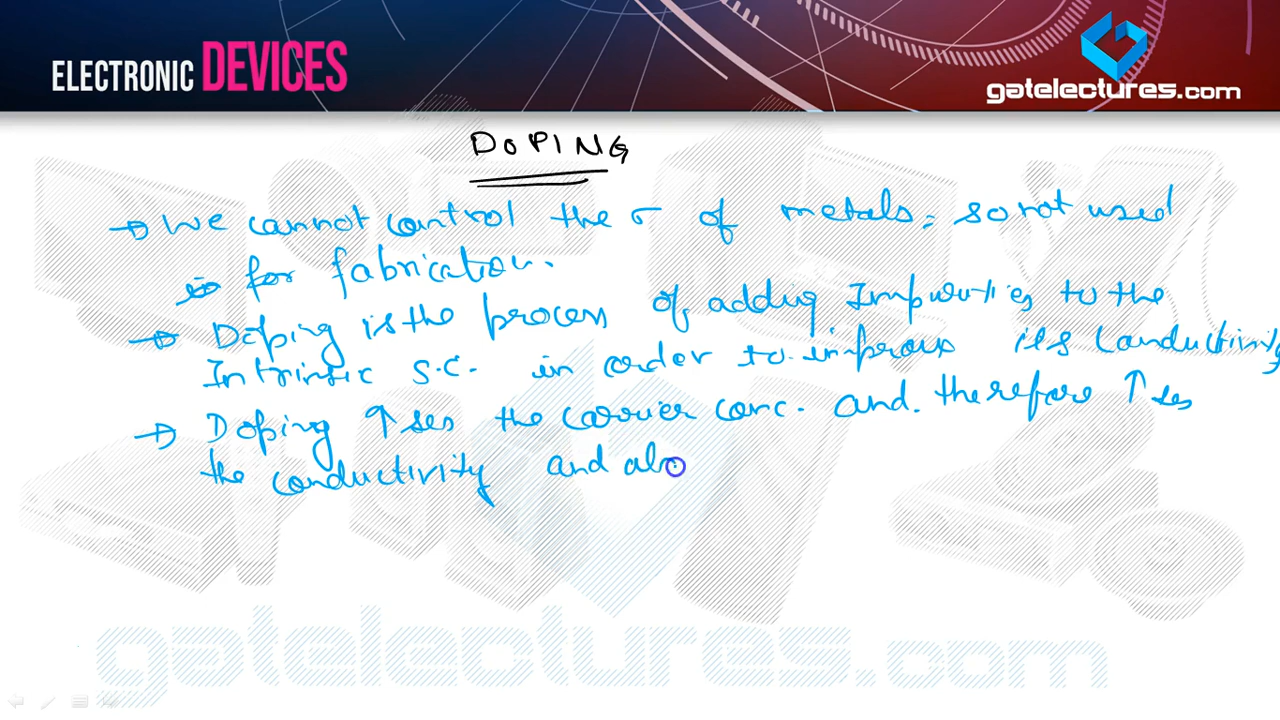 ELECTRONIC DEVICES
gatelectures.com
DOPING
→ We cannot control the σ of metals, so not used
for fabrication.
→ Doping is the process of adding Impurities to the
Intrinsic S.C. in order to improve its Conductivity
→ Doping ↑ses the carrier conc. and therefore ↑ses
the conductivity and also
gatelectures.com